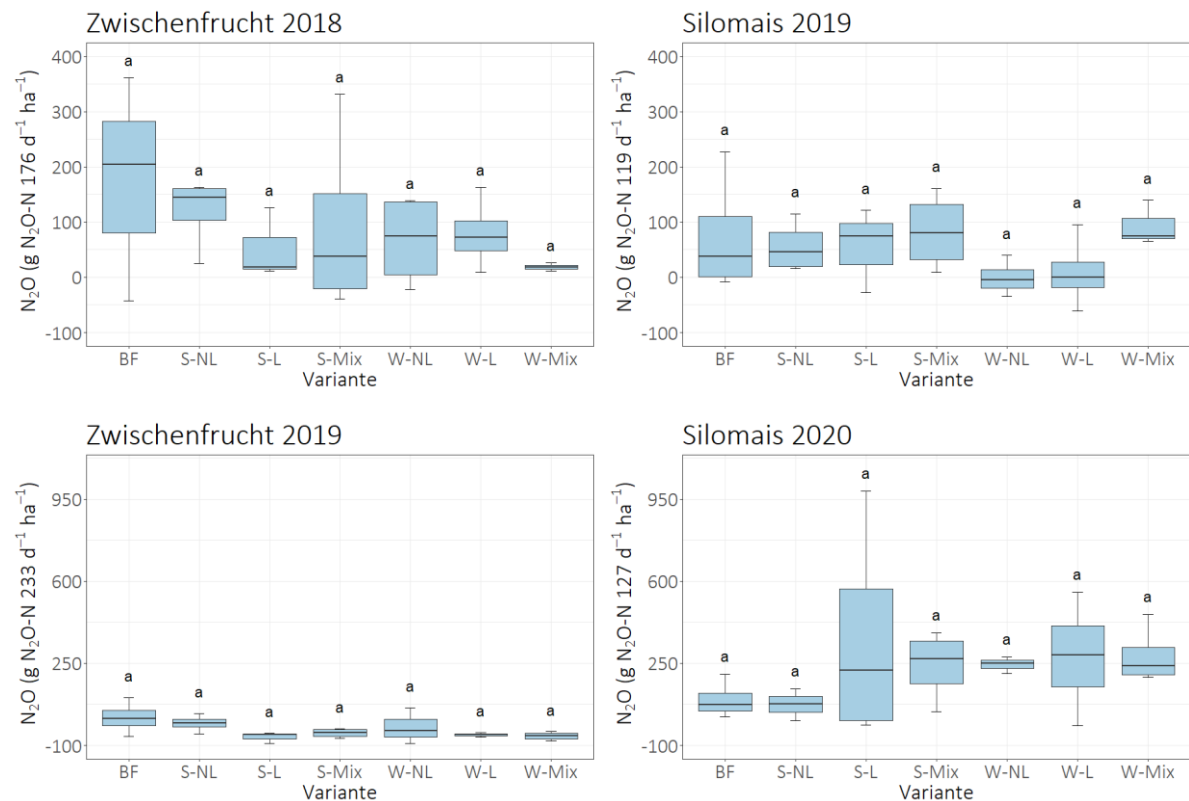 Zwischenfrucht 2018
N₂O (g N₂O-N 176 d⁻¹ ha⁻¹)
400
300
200
100
0
-100
a a a a a a a
BF S-NL S-L S-Mix W-NL W-L W-Mix
Variante
Silomais 2019
N₂O (g N₂O-N 119 d⁻¹ ha⁻¹)
400
300
200
100
0
-100
a a a a a a a
BF S-NL S-L S-Mix W-NL W-L W-Mix
Variante
Zwischenfrucht 2019
N₂O (g N₂O-N 233 d⁻¹ ha⁻¹)
950
600
250
-100
a a a a a a a
BF S-NL S-L S-Mix W-NL W-L W-Mix
Variante
Silomais 2020
N₂O (g N₂O-N 127 d⁻¹ ha⁻¹)
950
600
250
-100
a a a a a a a
BF S-NL S-L S-Mix W-NL W-L W-Mix
Variante